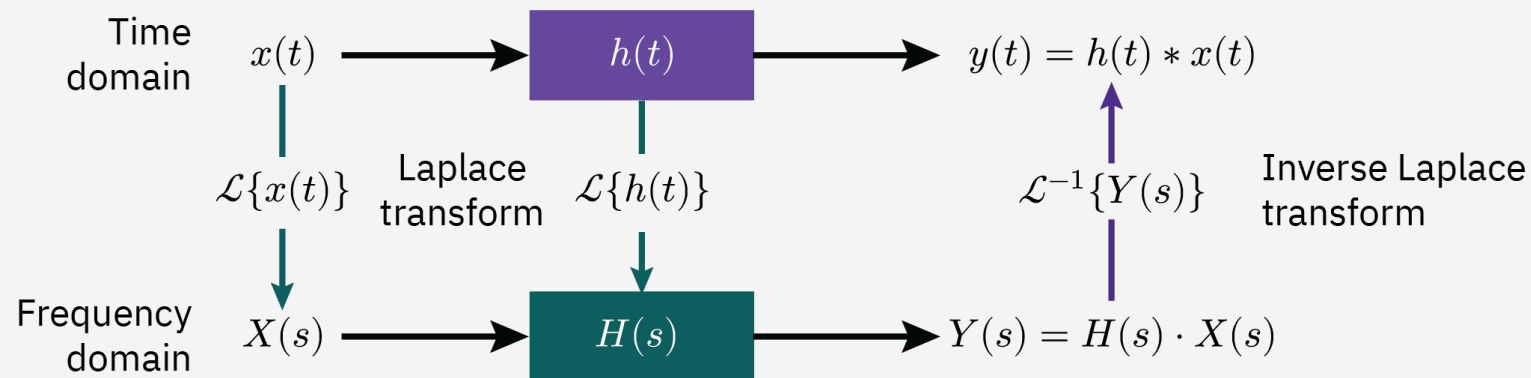 Time
domain
x(t)
h(t)
y(t) = h(t) ∗ x(t)
ℒ{x(t)}
Laplace
transform
ℒ{h(t)}
ℒ⁻¹{Y(s)}
Inverse Laplace
transform
Frequency
domain
X(s)
H(s)
Y(s) = H(s) · X(s)